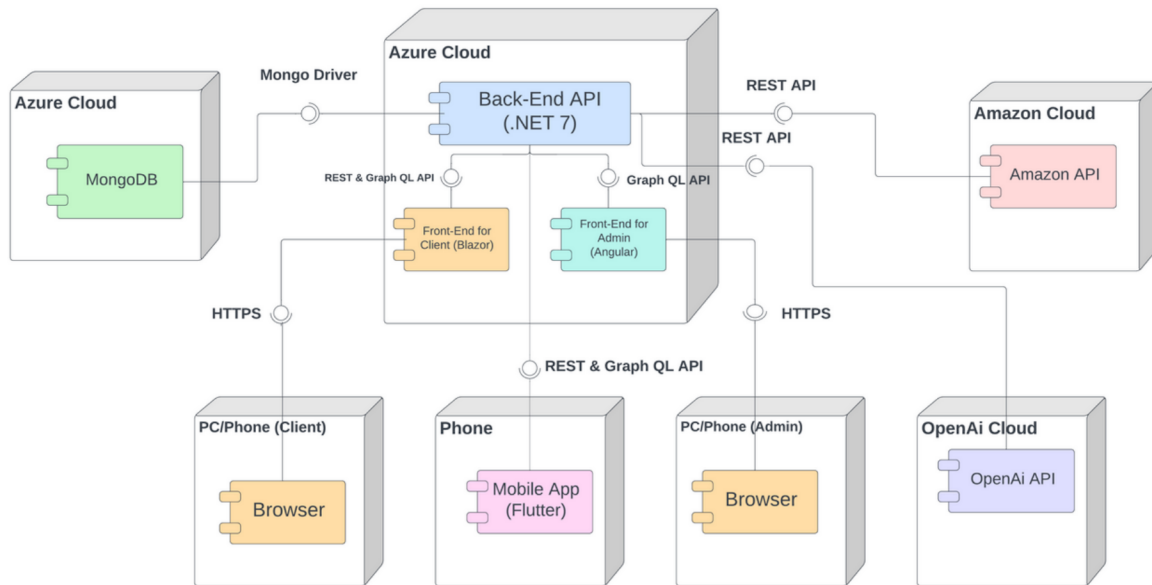 Azure Cloud
Mongo Driver
Azure Cloud
Back-End API
(.NET 7)
REST API
REST API
Amazon Cloud
MongoDB
Amazon API
REST & Graph QL API
Graph QL API
Front-End for
Client (Blazor)
Front-End for
Admin
(Angular)
HTTPS
HTTPS
REST & Graph QL API
PC/Phone (Client)
Phone
PC/Phone (Admin)
OpenAi Cloud
Browser
Mobile App
(Flutter)
Browser
OpenAi API